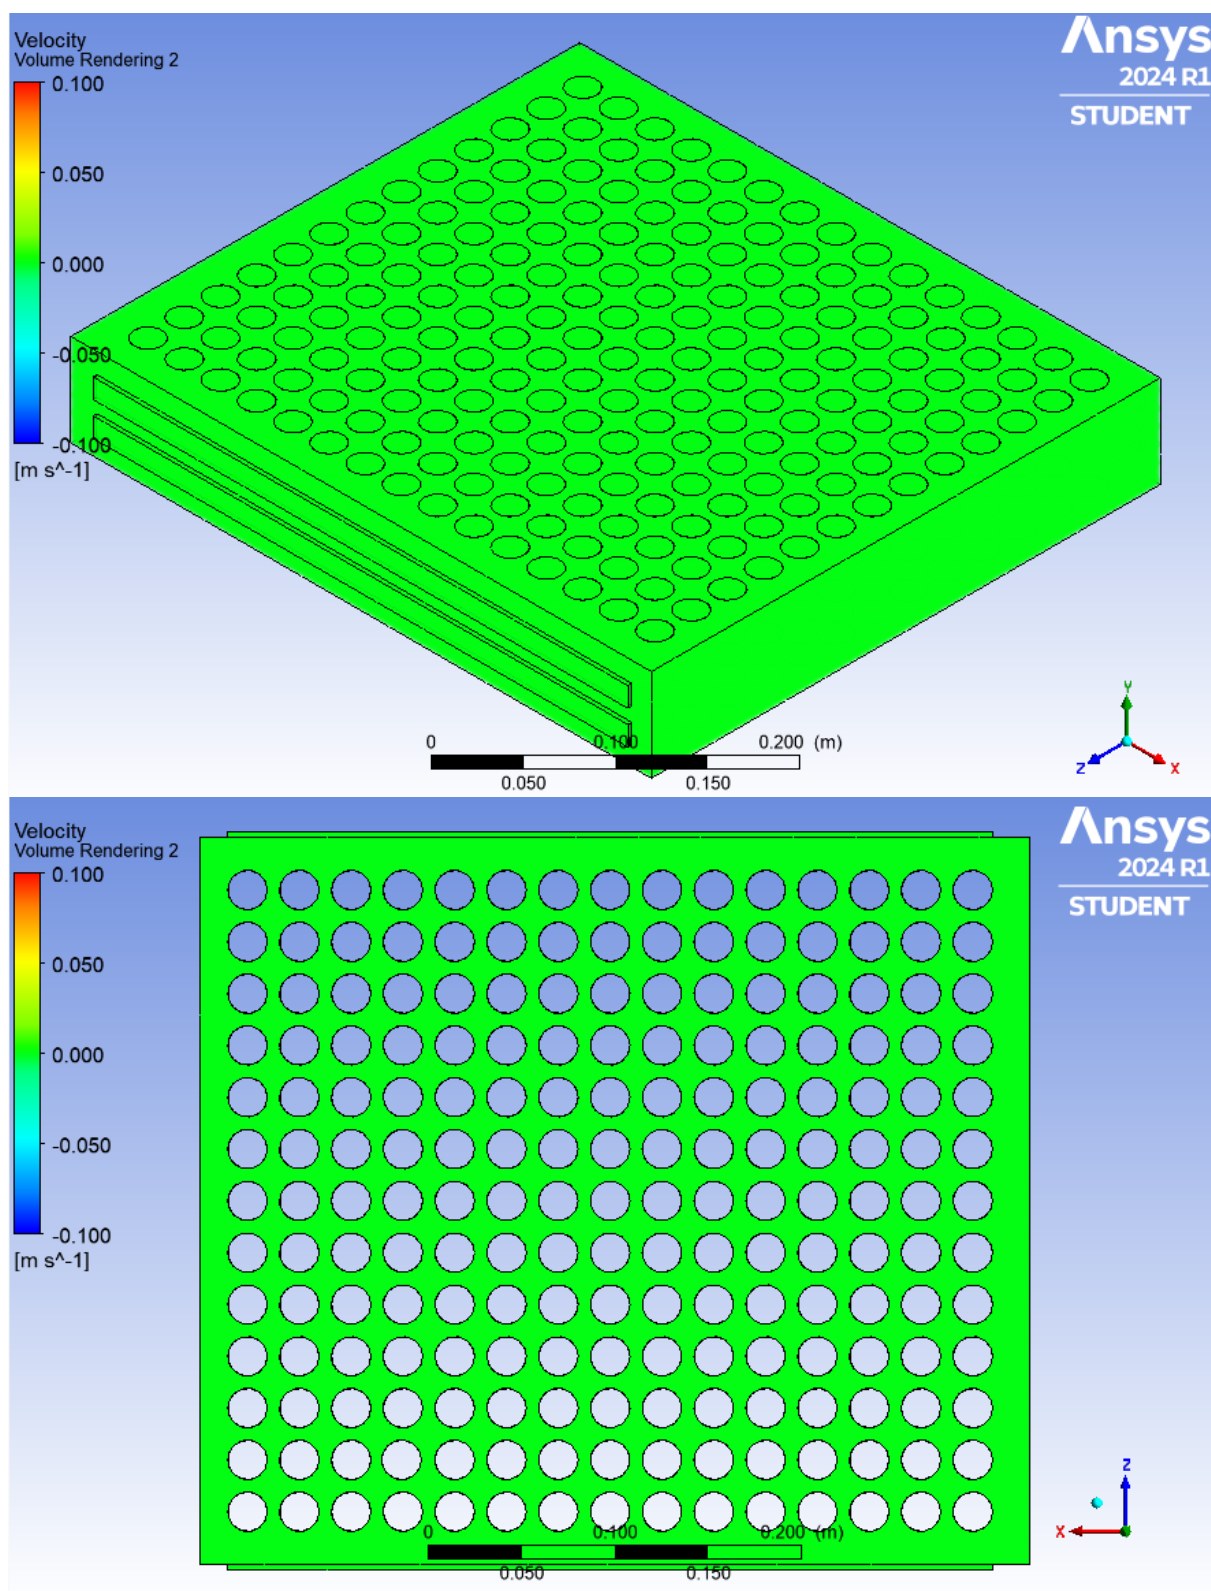 Velocity
Volume Rendering 2
0.100
0.050
0.000
-0.050
-0.100
[m s^-1]
Ansys
2024 R1
STUDENT
0 0.100 0.200 (m)
0.050 0.150
Y
Z X
Velocity
Volume Rendering 2
0.100
0.050
0.000
-0.050
-0.100
[m s^-1]
Ansys
2024 R1
STUDENT
0 0.100 0.200 (m)
0.050 0.150
Z
X